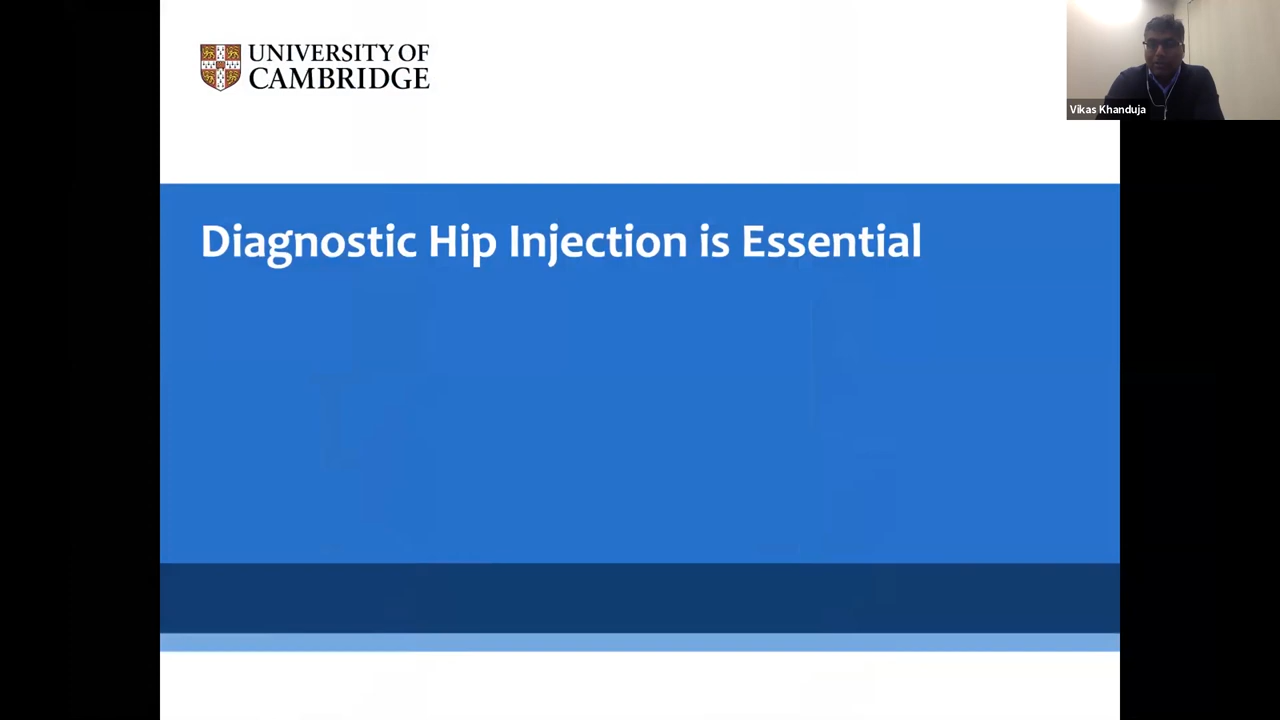 UNIVERSITY OF
CAMBRIDGE
Vikas Khanduja
Diagnostic Hip Injection is Essential